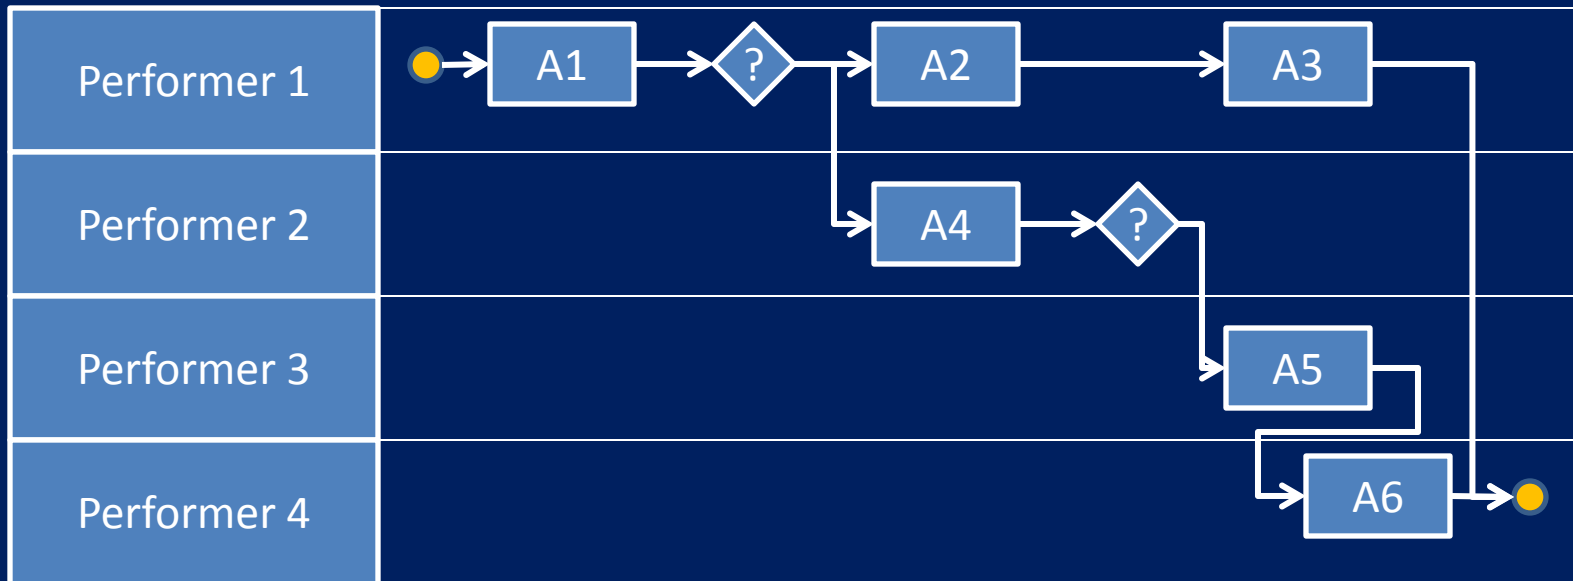 Performer 1
A1
?
A2
A3
Performer 2
A4
?
Performer 3
A5
Performer 4
A6